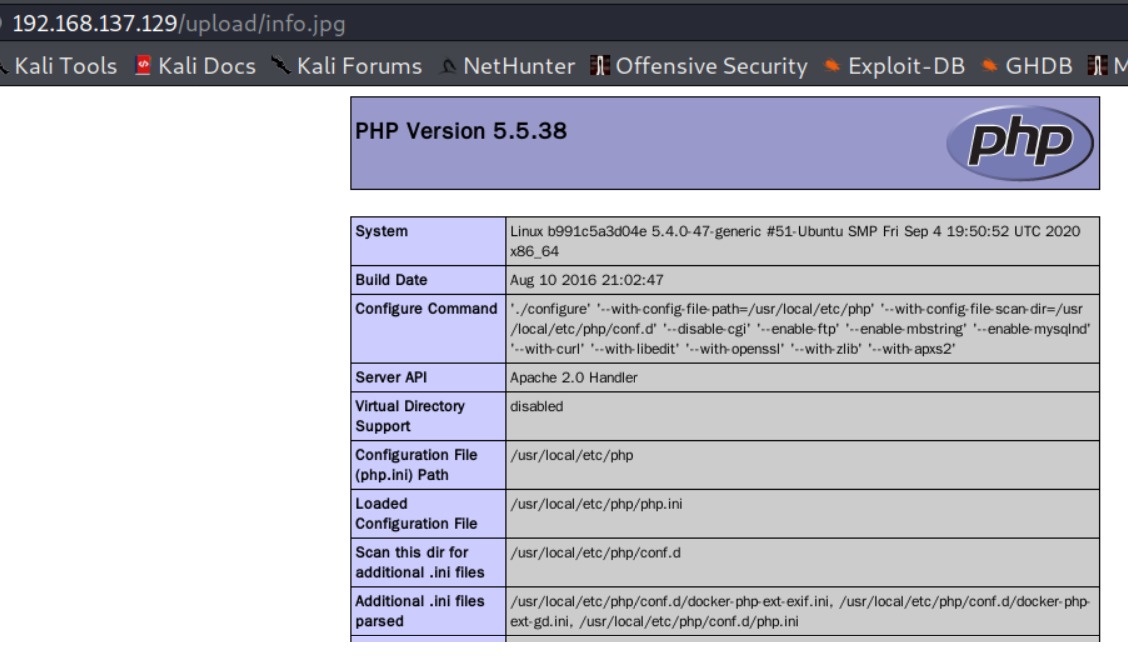 192.168.137.129/upload/info.jpg
Kali Tools Kali Docs Kali Forums NetHunter Offensive Security Exploit-DB GHDB M
PHP Version 5.5.38
php
System
Linux b991c5a3d04e 5.4.0-47-generic #51-Ubuntu SMP Fri Sep 4 19:50:52 UTC 2020
x86_64
Build Date
Aug 10 2016 21:02:47
Configure Command
'./configure' '--with-config-file-path=/usr/local/etc/php' '--with-config-file-scan-dir=/usr
/local/etc/php/conf.d' '--disable-cgi' '--enable-ftp' '--enable-mbstring' '--enable-mysqlnd'
'--with-curl' '--with-libedit' '--with-openssl' '--with-zlib' '--with-apxs2'
Server API
Apache 2.0 Handler
Virtual Directory
Support
disabled
Configuration File
(php.ini) Path
/usr/local/etc/php
Loaded
Configuration File
/usr/local/etc/php/php.ini
Scan this dir for
additional .ini files
/usr/local/etc/php/conf.d
Additional .ini files
parsed
/usr/local/etc/php/conf.d/docker-php-ext-exif.ini, /usr/local/etc/php/conf.d/docker-php-
ext-gd.ini, /usr/local/etc/php/conf.d/php.ini